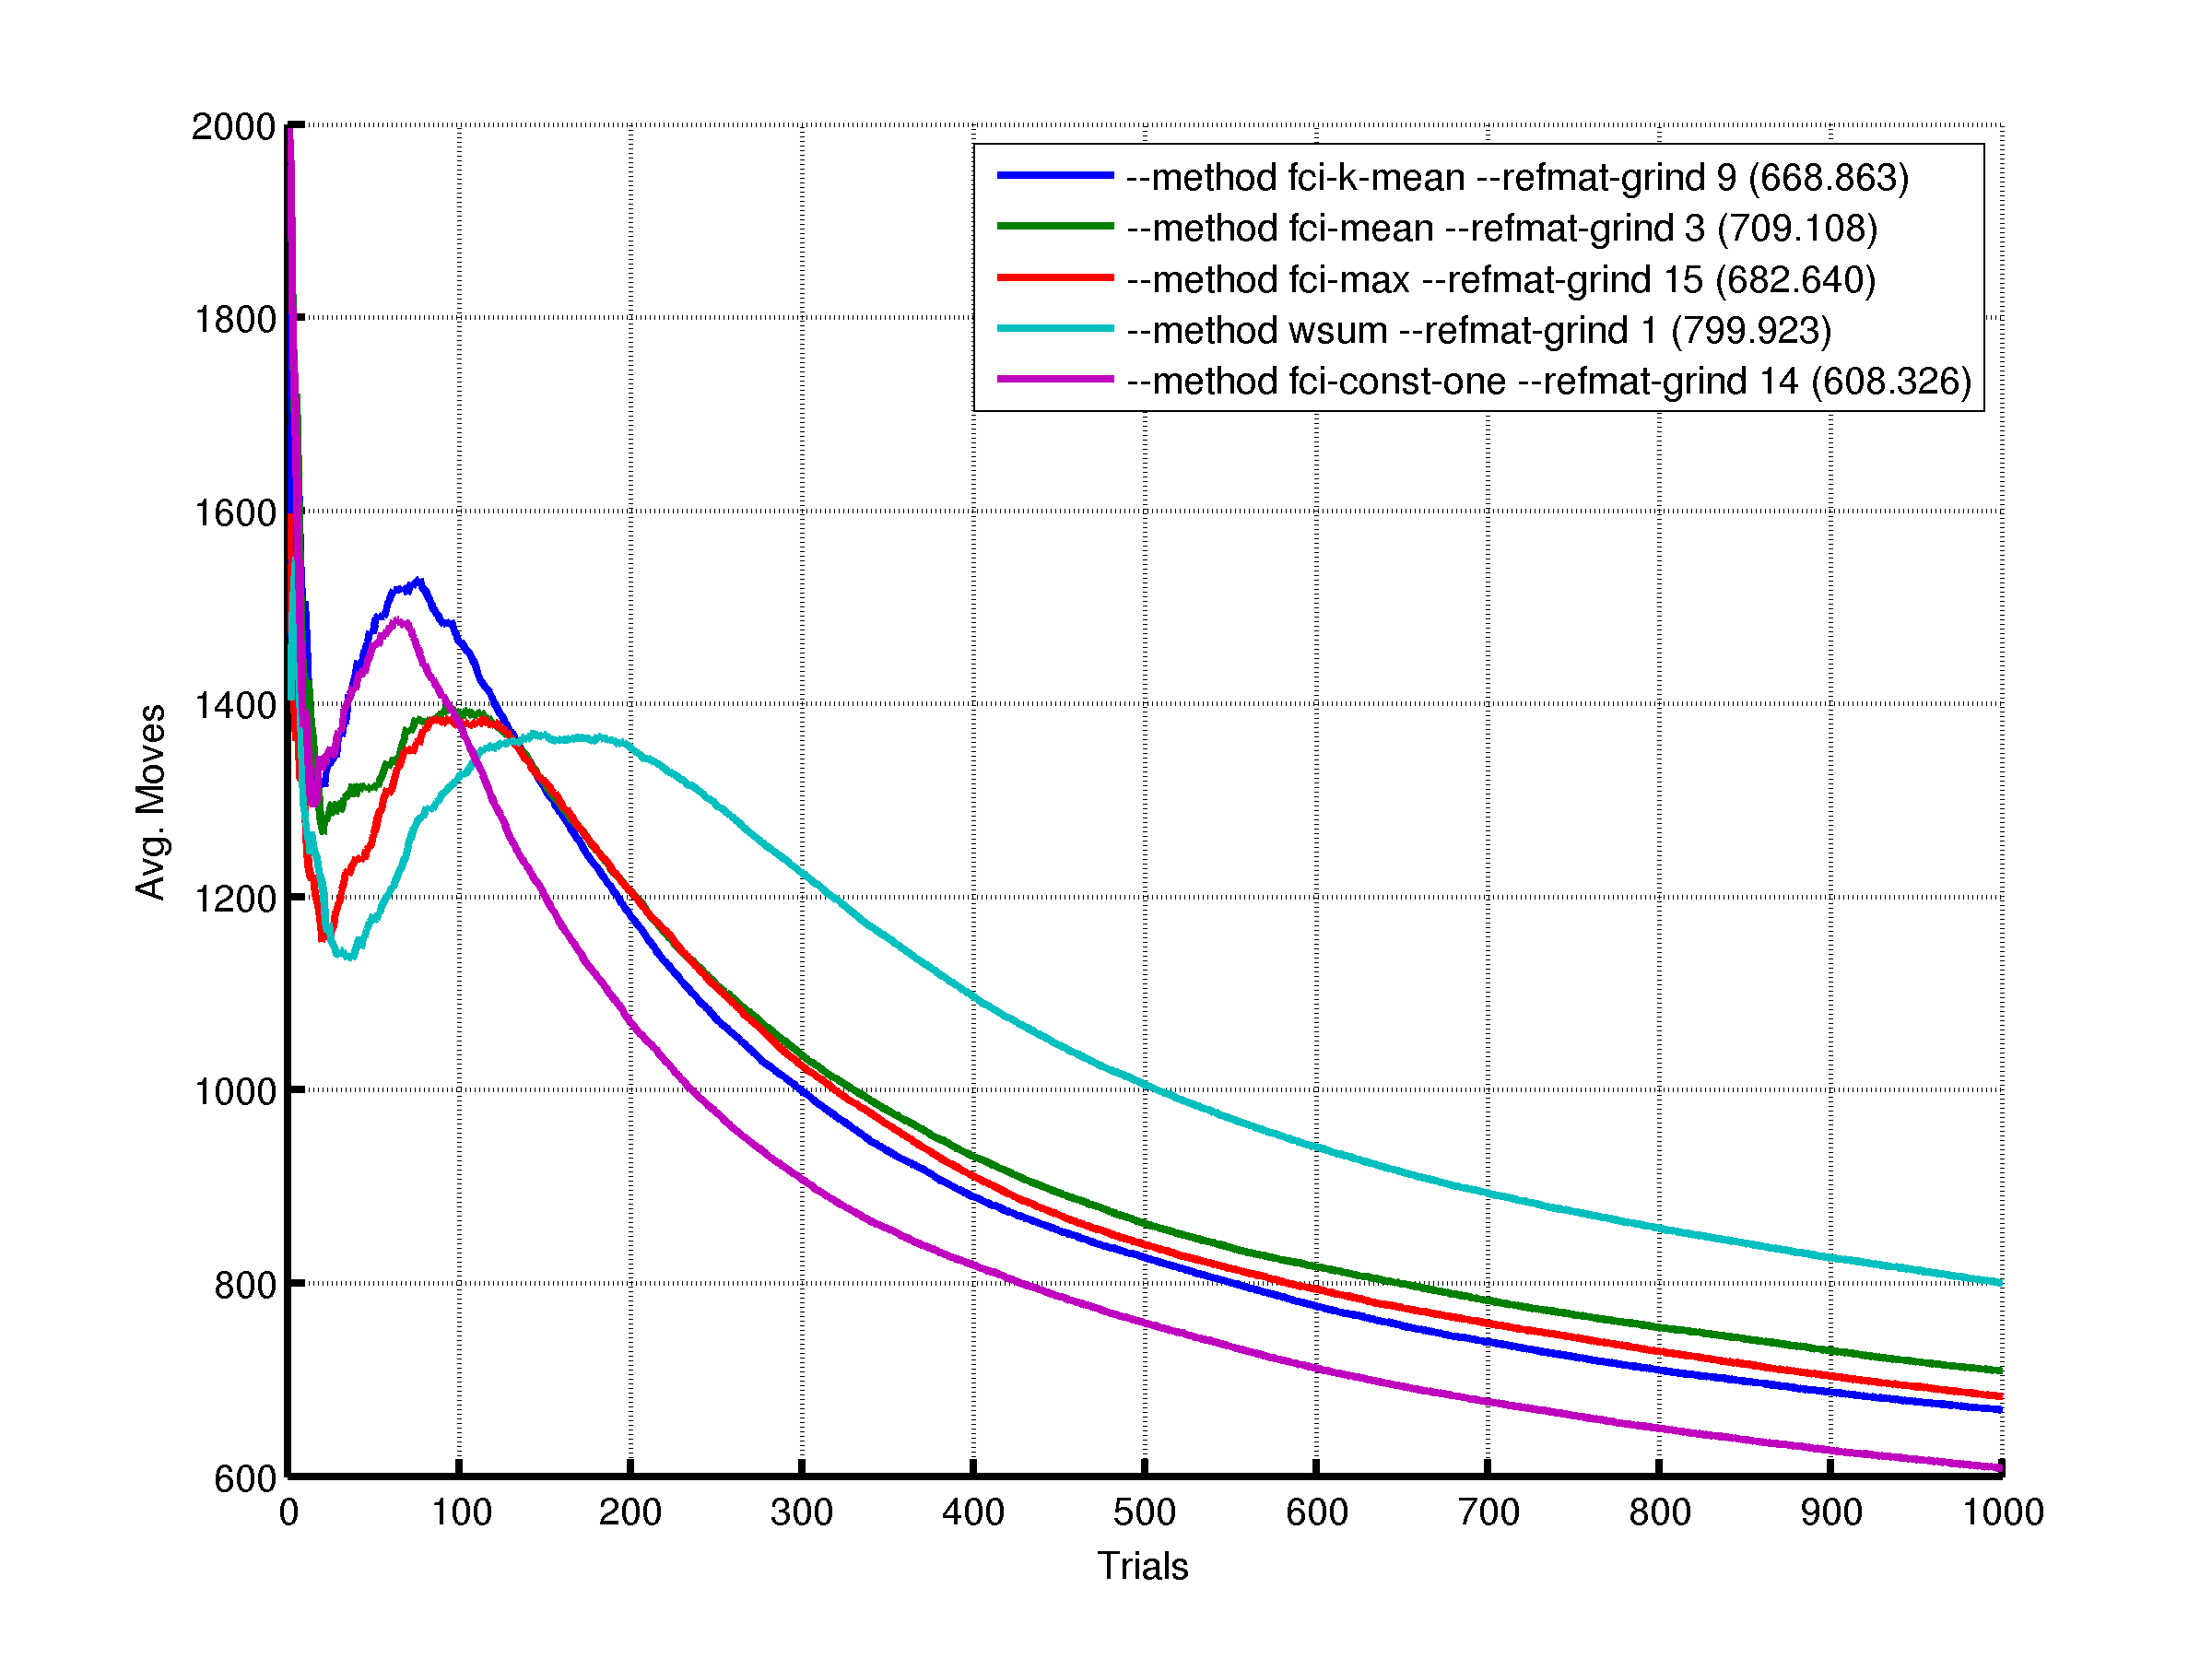 2000
1800
1600
1400
1200
1000
800
600
Avg. Moves
--method fci-k-mean --refmat-grind 9 (668.863)
--method fci-mean --refmat-grind 3 (709.108)
--method fci-max --refmat-grind 15 (682.640)
--method wsum --refmat-grind 1 (799.923)
--method fci-const-one --refmat-grind 14 (608.326)
0 100 200 300 400 500 600 700 800 900 1000
Trials